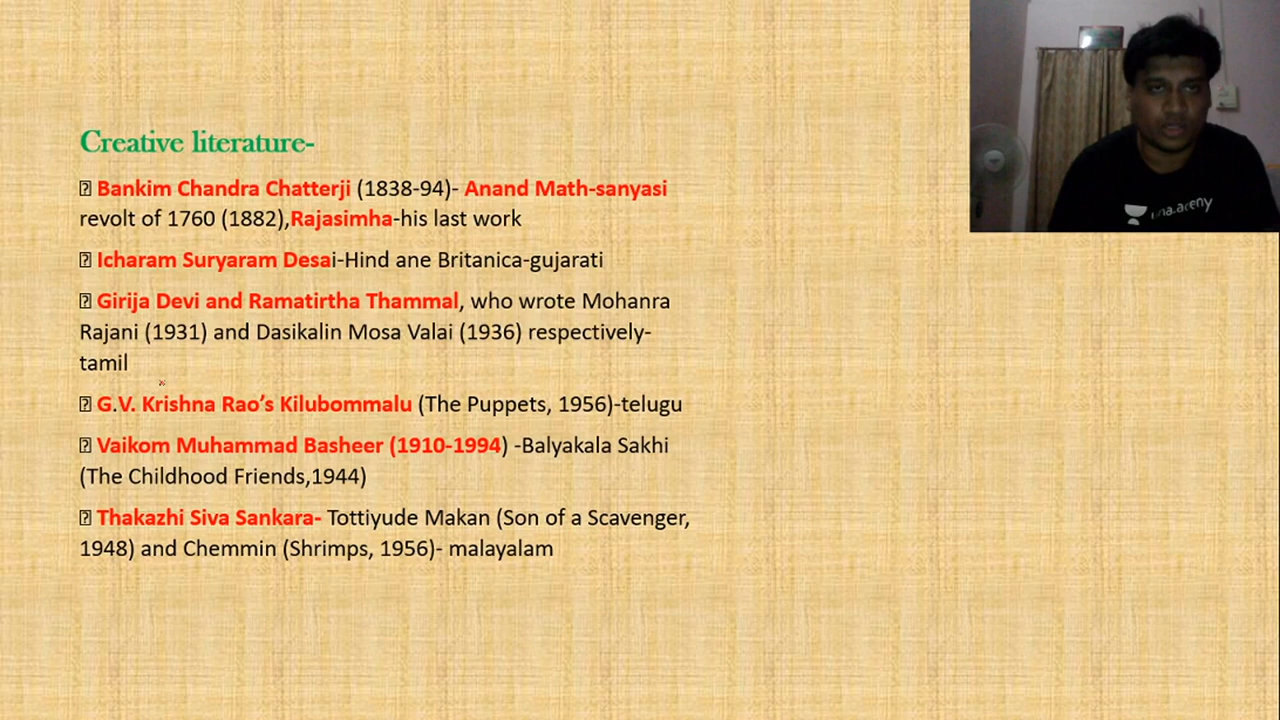 Creative literature-
Bankim Chandra Chatterji (1838-94)- Anand Math-sanyasi
revolt of 1760 (1882),Rajasimha-his last work
Icharam Suryaram Desai-Hind ane Britanica-gujarati
Girija Devi and Ramatirtha Thammal, who wrote Mohanra
Rajani (1931) and Dasikalin Mosa Valai (1936) respectively-
tamil
G.V. Krishna Rao’s Kilubommalu (The Puppets, 1956)-telugu
Vaikom Muhammad Basheer (1910-1994) -Balyakala Sakhi
(The Childhood Friends,1944)
Thakazhi Siva Sankara- Tottiyude Makan (Son of a Scavenger,
1948) and Chemmin (Shrimps, 1956)- malayalam